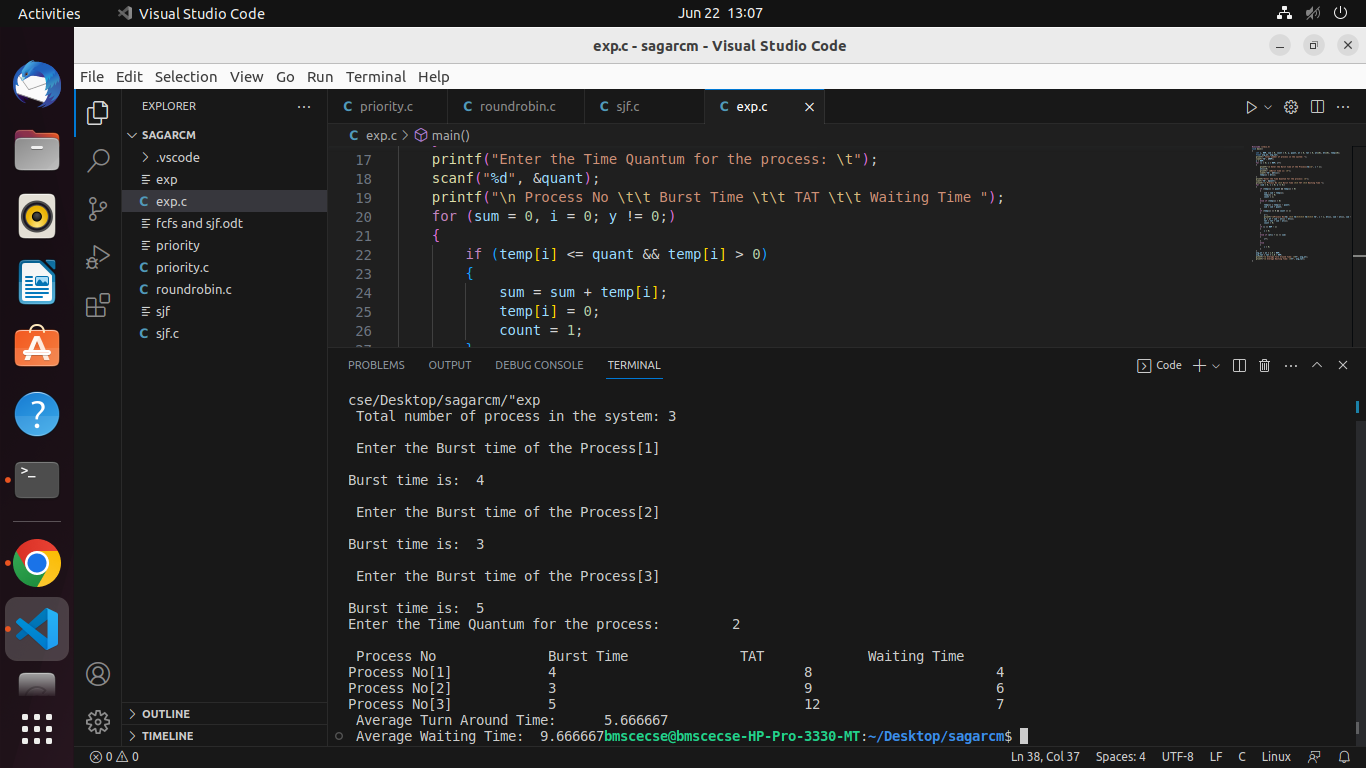 Activities Visual Studio Code Jun 22 13:07
exp.c - sagarcm - Visual Studio Code
File Edit Selection View Go Run Terminal Help
EXPLORER
SAGARCM
.vscode
exp
exp.c
fcfs and sjf.odt
priority
priority.c
roundrobin.c
sjf
sjf.c
OUTLINE
TIMELINE
priority.c roundrobin.c sjf.c exp.c
exp.c > main()
17 printf("Enter the Time Quantum for the process: \t");
18 scanf("%d", &quant);
19 printf("\n Process No \t\t Burst Time \t\t TAT \t\t Waiting Time ");
20 for (sum = 0, i = 0; y != 0;)
21 {
22 if (temp[i] <= quant && temp[i] > 0)
23 {
24 sum = sum + temp[i];
25 temp[i] = 0;
26 count = 1;
PROBLEMS OUTPUT DEBUG CONSOLE TERMINAL Code
cse/Desktop/sagarcm/"exp
Total number of process in the system: 3
Enter the Burst time of the Process[1]
Burst time is: 4
Enter the Burst time of the Process[2]
Burst time is: 3
Enter the Burst time of the Process[3]
Burst time is: 5
Enter the Time Quantum for the process: 2
Process No Burst Time TAT Waiting Time
Process No[1] 4 8 4
Process No[2] 3 9 6
Process No[3] 5 12 7
Average Turn Around Time: 5.666667
Average Waiting Time: 9.666667bmscecse@bmscecse-HP-Pro-3330-MT:~/Desktop/sagarcm$
0 0 Ln 38, Col 37 Spaces: 4 UTF-8 LF C Linux